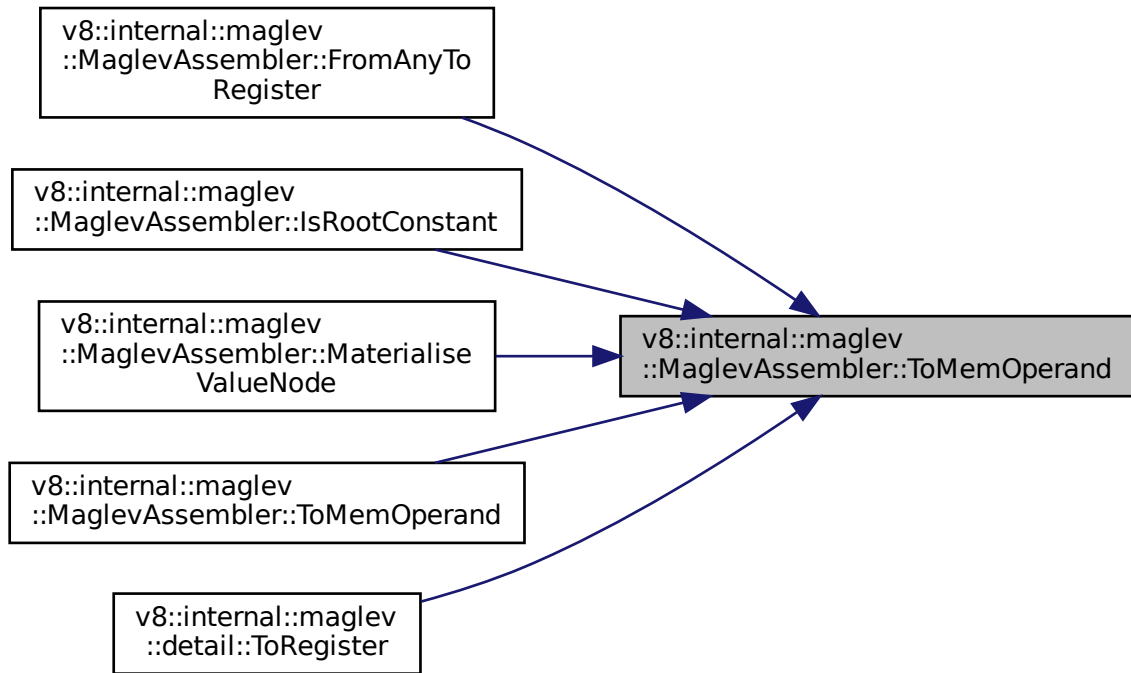 v8::internal::maglev
::MaglevAssembler::FromAnyTo
Register
v8::internal::maglev
::MaglevAssembler::IsRootConstant
v8::internal::maglev
::MaglevAssembler::Materialise
ValueNode
v8::internal::maglev
::MaglevAssembler::ToMemOperand
v8::internal::maglev
::detail::ToRegister
v8::internal::maglev
::MaglevAssembler::ToMemOperand